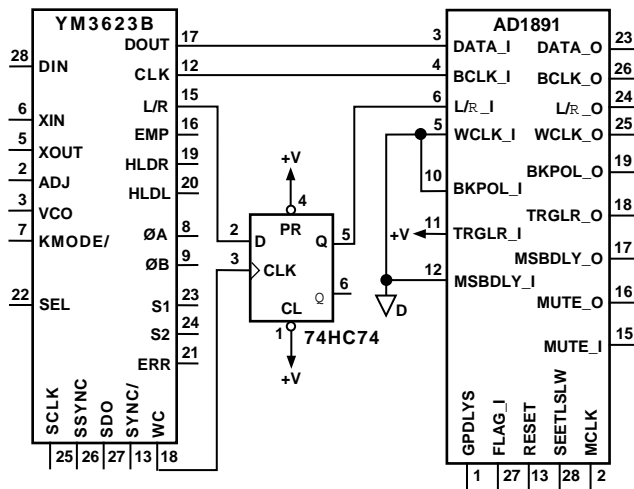 YM3623B
DOUT 17
28 DIN
CLK 12
L/R 15
6 XIN
EMP 16
5 XOUT
HLDR 19
2 ADJ
HLDL 20
3 VCO
7 KMODE/
ØA 8
ØB 9
22 SEL
S1 23
S2 24
ERR 21
SCLK SSYNC SDO SYNC/ WC
25 26 27 13 18
+V
4
PR
2 D
Q 5
3 CLK
Q 6
CL
1
74HC74
+V
AD1891
3 DATA_I
DATA_O 23
4 BCLK_I
BCLK_O 26
6 L/R_I
L/R_O 24
5 WCLK_I
WCLK_O 25
10 BKPOL_I
BKPOL_O 19
+V 11 TRGLR_I
TRGLR_O 18
12 MSBDLY_I
MSBDLY_O 17
D
MUTE_O 16
MUTE_I 15
GPDLYS FLAG_I RESET SEETLSLW MCLK
1 27 13 28 2